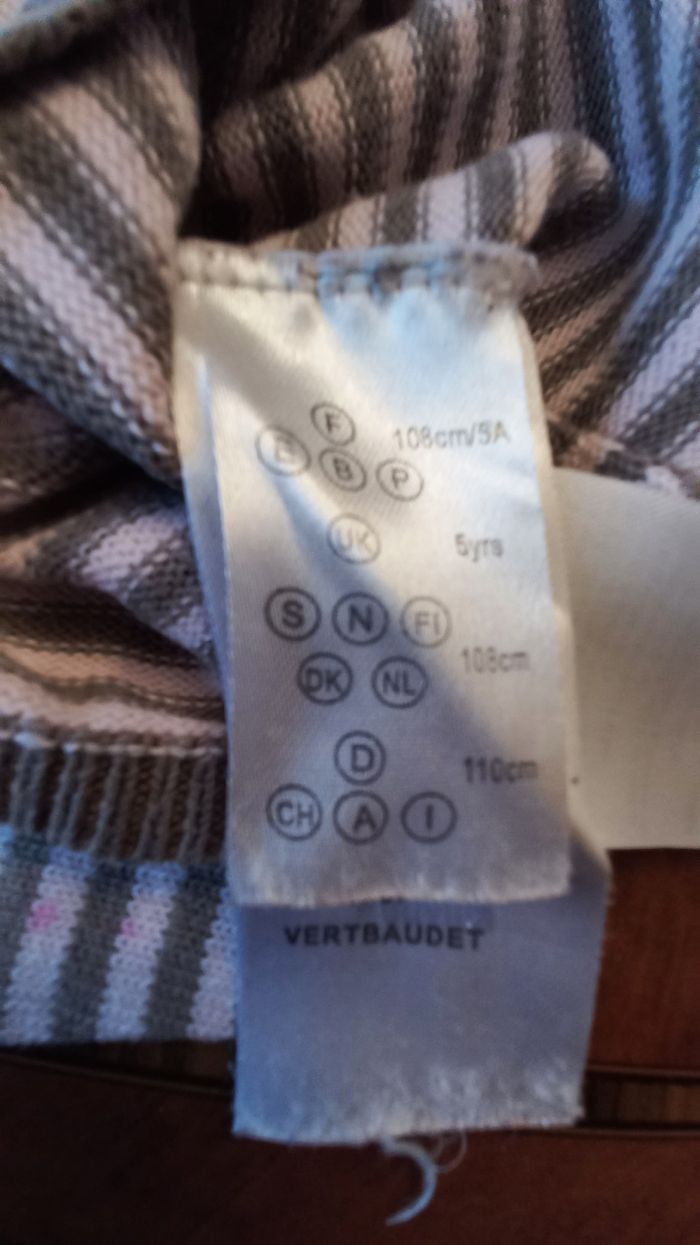 F 108cm/5A
E B P
UK 5yrs
S N FI
108cm
DK NL
D 110cm
CH A I
VERTBAUDET